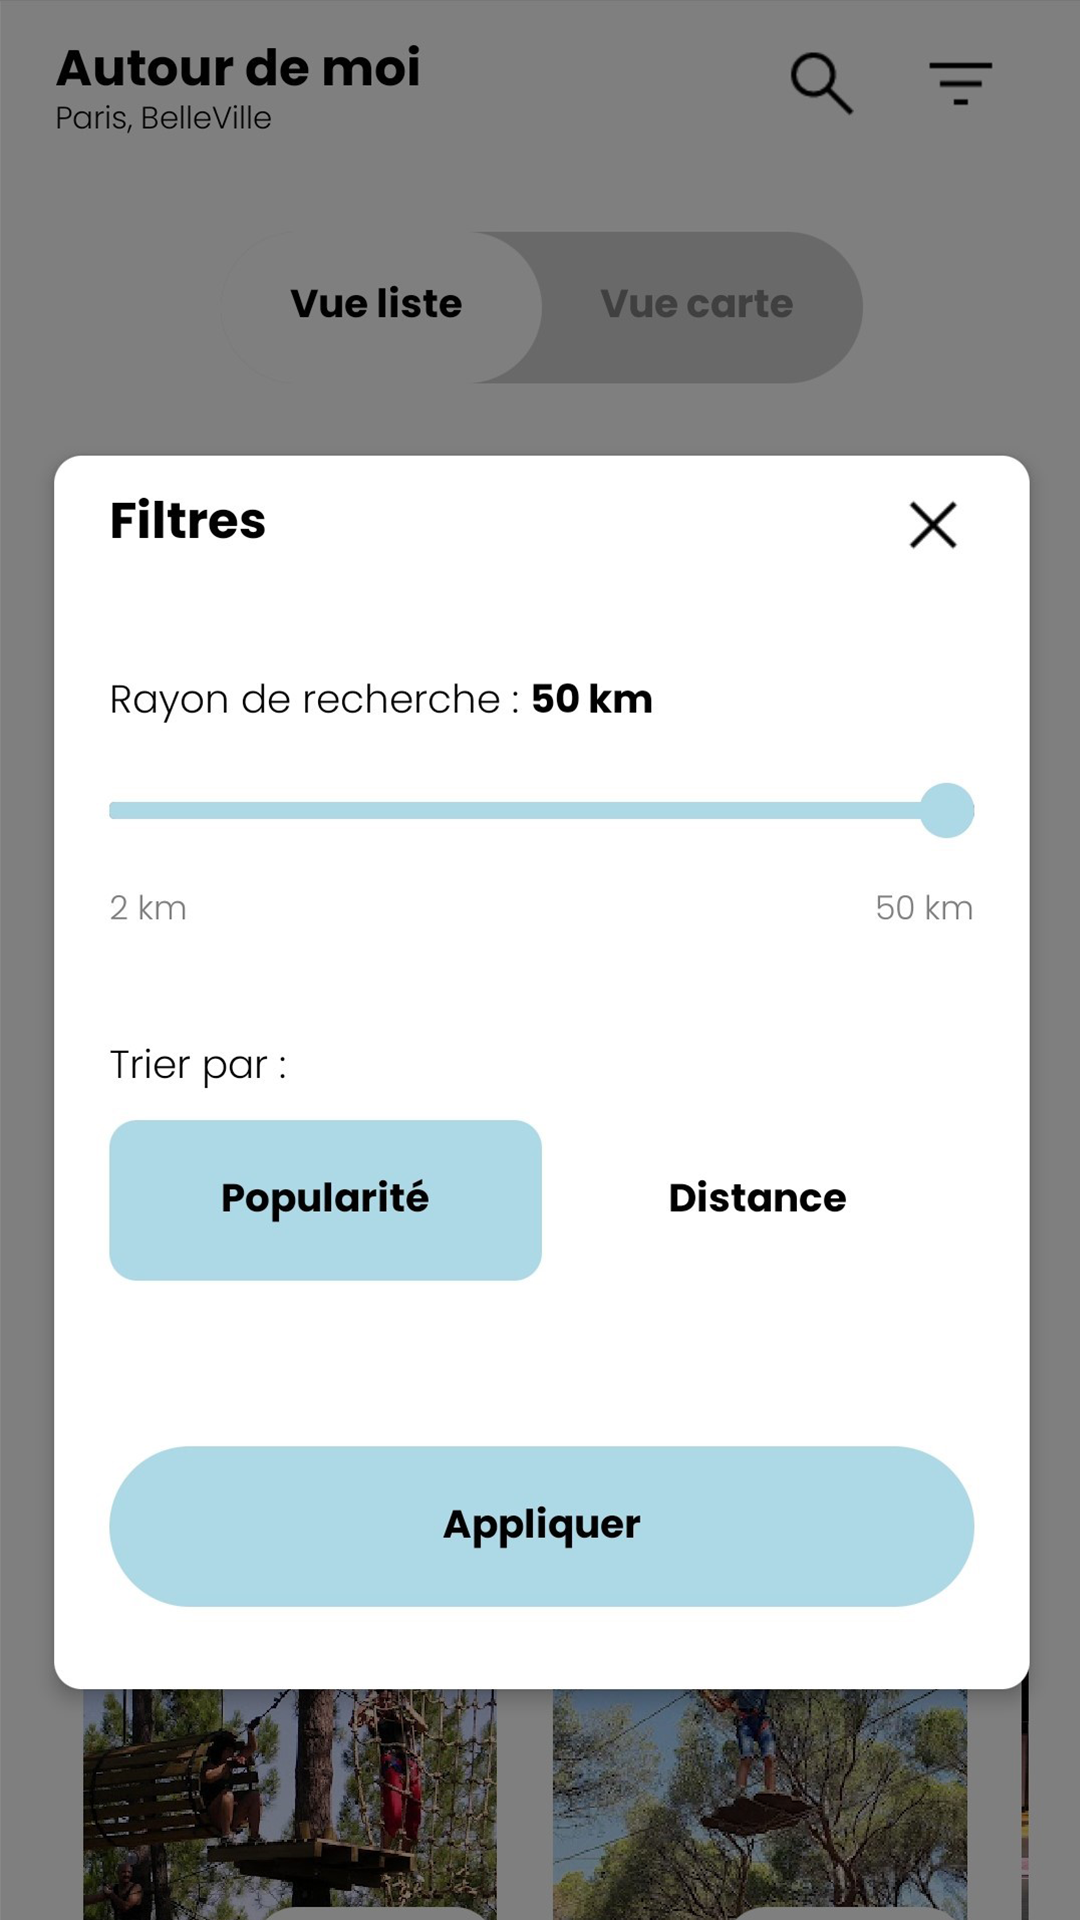 Autour de moi
Paris, BelleVille
Vue liste Vue carte
Filtres
Rayon de recherche : 50 km
2 km 50 km
Trier par :
Popularité Distance
Appliquer